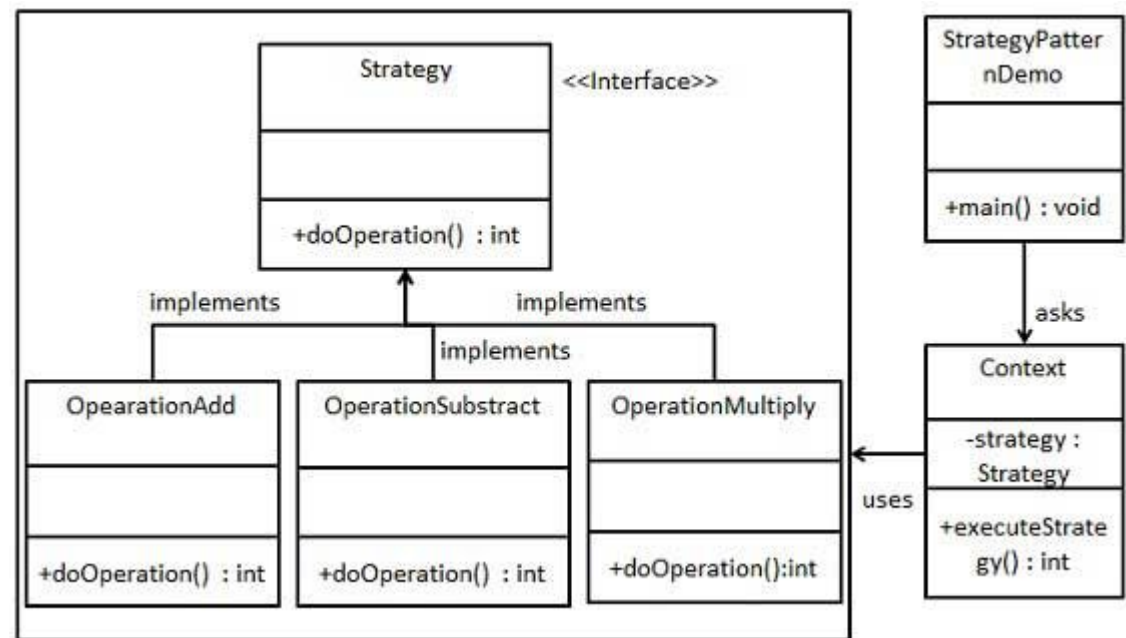 Strategy
<<Interface>>
+doOperation() : int
implements
implements
implements
OpearationAdd
+doOperation() : int
OperationSubstract
+doOperation() : int
OperationMultiply
+doOperation():int
StrategyPatter
nDemo
+main() : void
asks
Context
-strategy :
Strategy
+executeStrate
gy() : int
uses